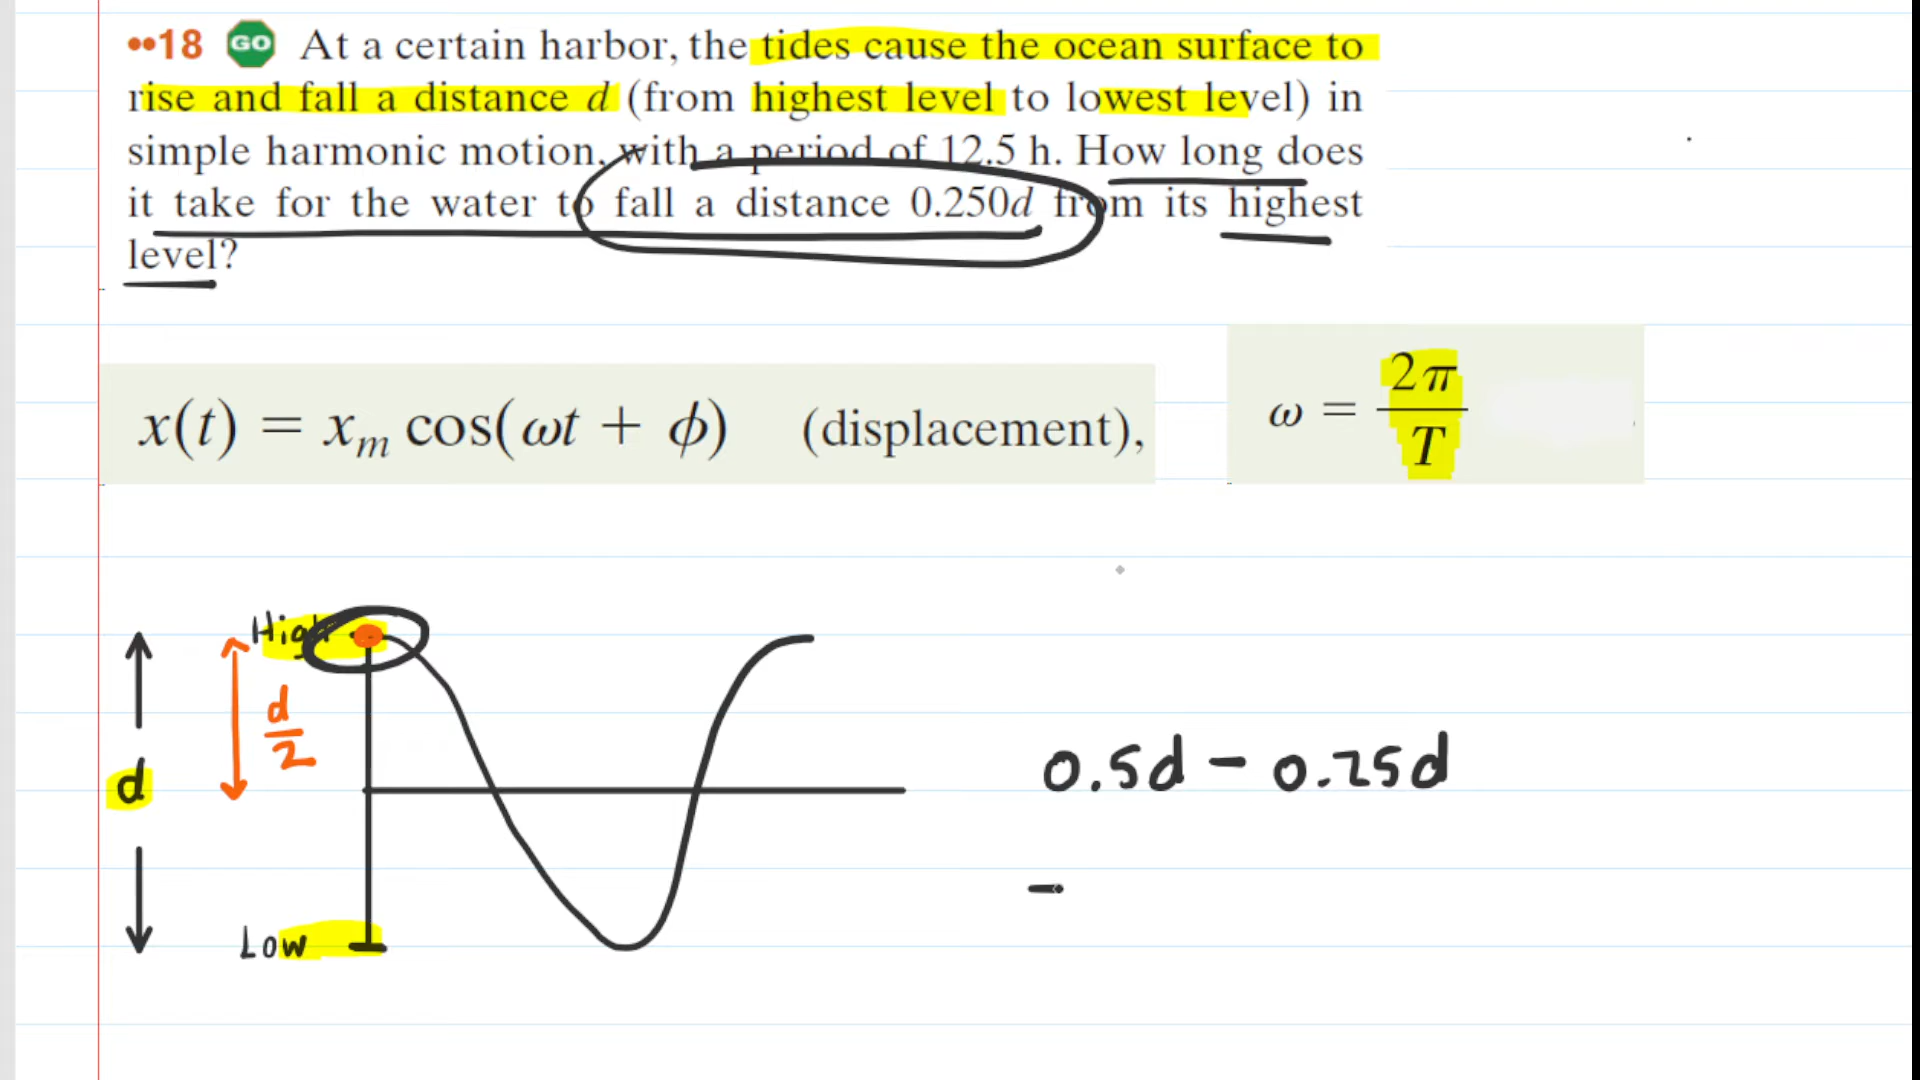 ••18 GO At a certain harbor, the tides cause the ocean surface to
rise and fall a distance d (from highest level to lowest level) in
simple harmonic motion, with a period of 12.5 h. How long does
it take for the water to fall a distance 0.250d from its highest
level?
x(t) = xₘ cos(ωt + ϕ) (displacement),
ω = 2π/T
High
d/2
d
0.5d - 0.25d
Low